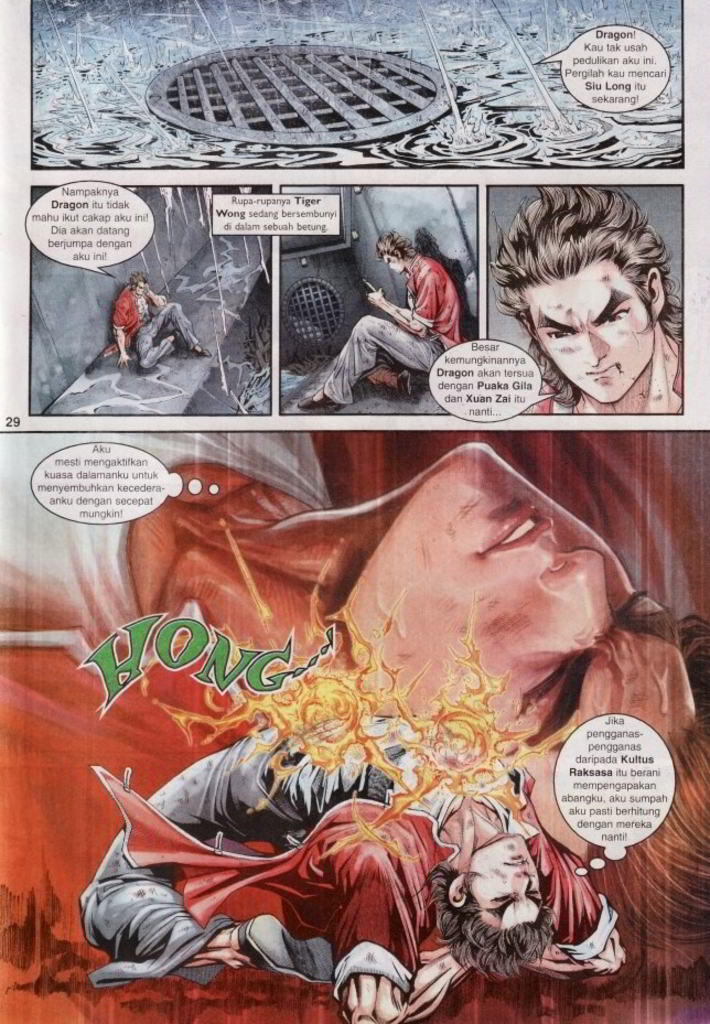 Dragon!
Kau tak usah
pedulikan aku ini.
Pergilah kau mencari
Siu Long itu
sekarang!
Nampaknya
Dragon itu tidak
mahu ikut cakap aku ini!
Dia akan datang
berjumpa dengan
aku ini!
Rupa-rupanya Tiger
Wong sedang bersembunyi
di dalam sebuah betung.
Besar
kemungkinannya
Dragon akan tersua
dengan Puaka Gila
dan Xuan Zai itu
nanti...
29
Aku
mesti mengaktifkan
kuasa dalamanku untuk
menyembuhkan kecedera-
anku dengan secepat
mungkin!
HONG...
Jika
pengganas-
pengganas
daripada Kultus
Raksasa itu berani
mempengapakan
abangku, aku sumpah
aku pasti berhitung
dengan mereka
nanti!